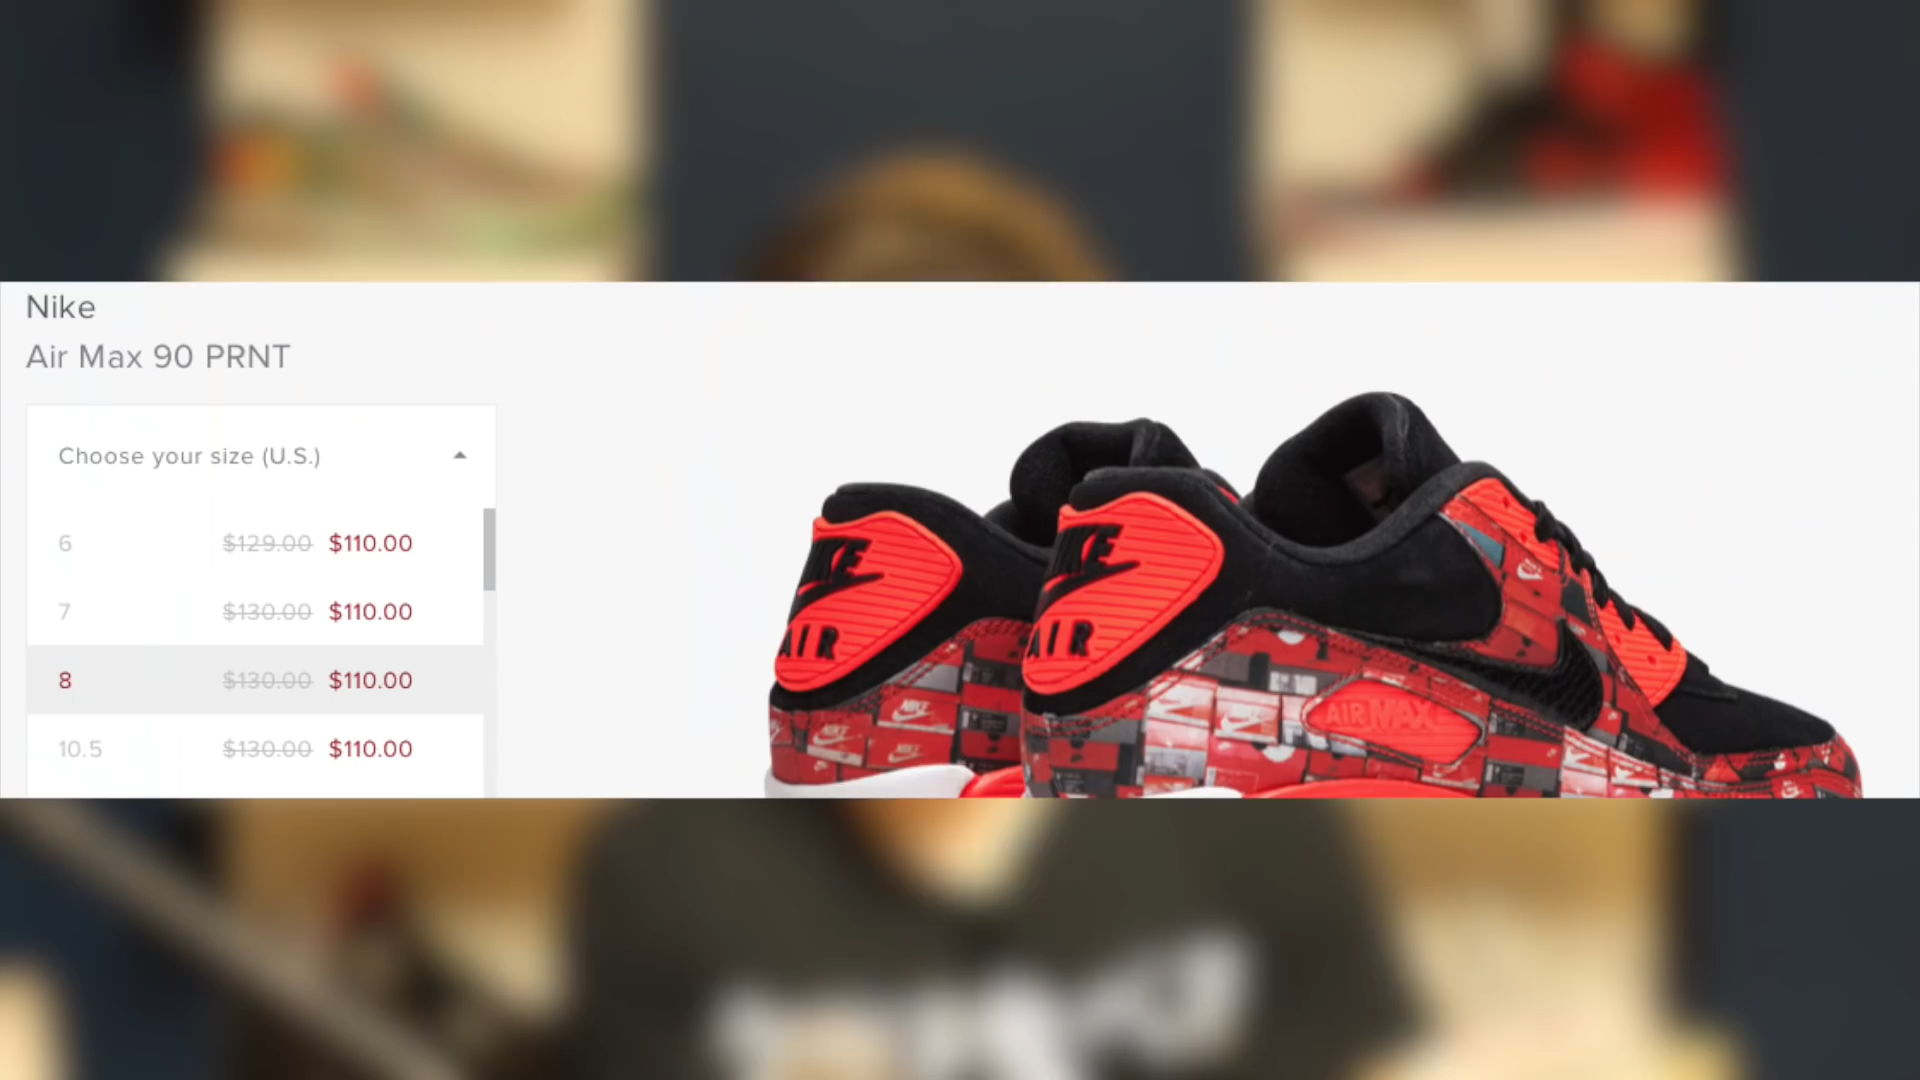 Nike
Air Max 90 PRNT
Choose your size (U.S.)
6 $129.00 $110.00
7 $130.00 $110.00
8 $130.00 $110.00
10.5 $130.00 $110.00
NIKE
AIR
NIKE
AIR
AIR MAX